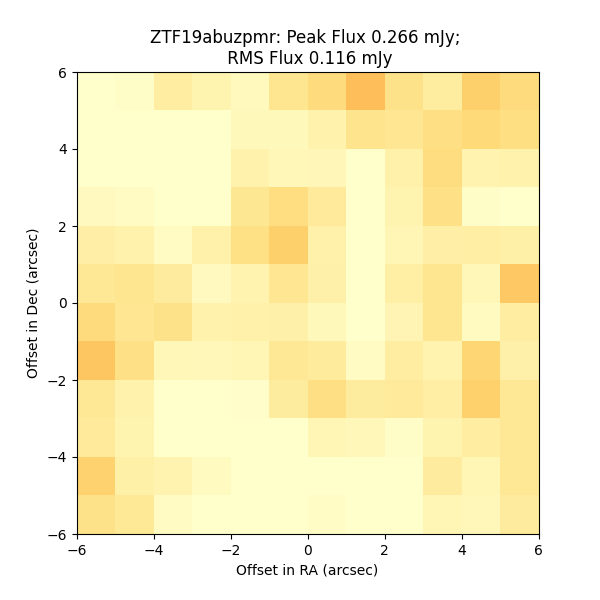 ZTF19abuzpmr: Peak Flux 0.266 mJy;
RMS Flux 0.116 mJy
6
4
2
0
−2
−4
−6
Offset in Dec (arcsec)
−6 −4 −2 0 2 4 6
Offset in RA (arcsec)